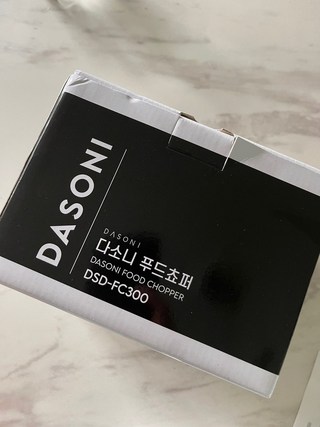 DASONI
DASONI
다소니 푸드쵸퍼
DASONI FOOD CHOPPER
DSD-FC300